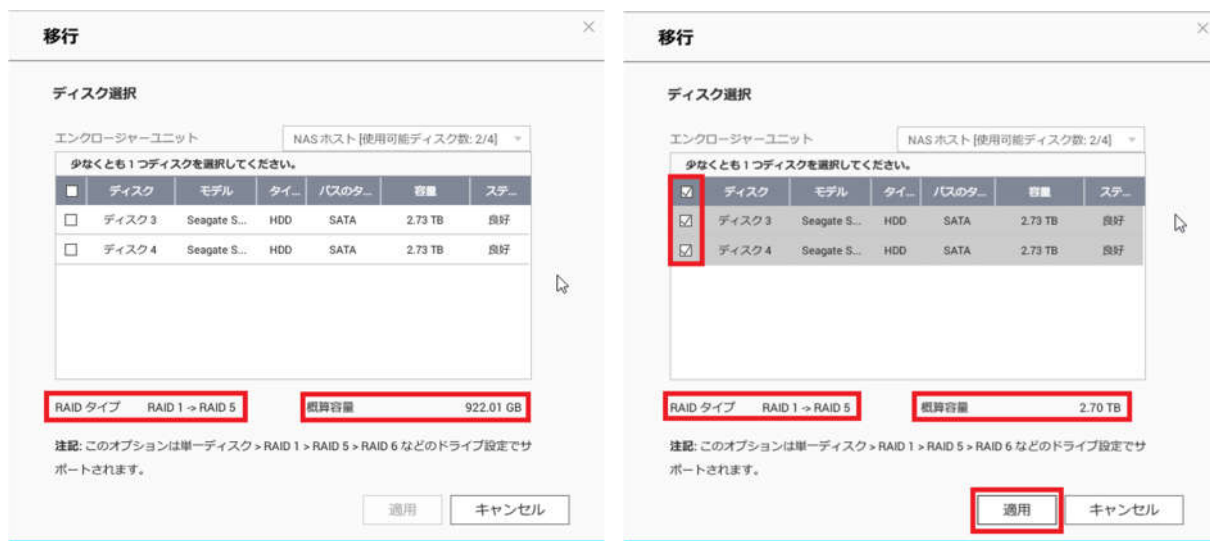 移行
ディスク選択
エンクロージャーユニット NASホスト [使用可能ディスク数: 2/4]
少なくとも1つディスクを選択してください。
ディスク モデル タイ... パスのタ... 容量 ステ...
ディスク 3 Seagate S... HDD SATA 2.73 TB 良好
ディスク 4 Seagate S... HDD SATA 2.73 TB 良好
RAID タイプ RAID 1 -> RAID 5 概算容量 922.01 GB
注記: このオプションは単一ディスク > RAID 1 > RAID 5 > RAID 6 などのドライブ設定でサ
ポートされます。
適用 キャンセル
移行
ディスク選択
エンクロージャーユニット NASホスト [使用可能ディスク数: 2/4]
少なくとも1つディスクを選択してください。
ディスク モデル タイ... パスのタ... 容量 ステ...
ディスク 3 Seagate S... HDD SATA 2.73 TB 良好
ディスク 4 Seagate S... HDD SATA 2.73 TB 良好
RAID タイプ RAID 1 -> RAID 5 概算容量 2.70 TB
注記: このオプションは単一ディスク > RAID 1 > RAID 5 > RAID 6 などのドライブ設定でサ
ポートされます。
適用 キャンセル